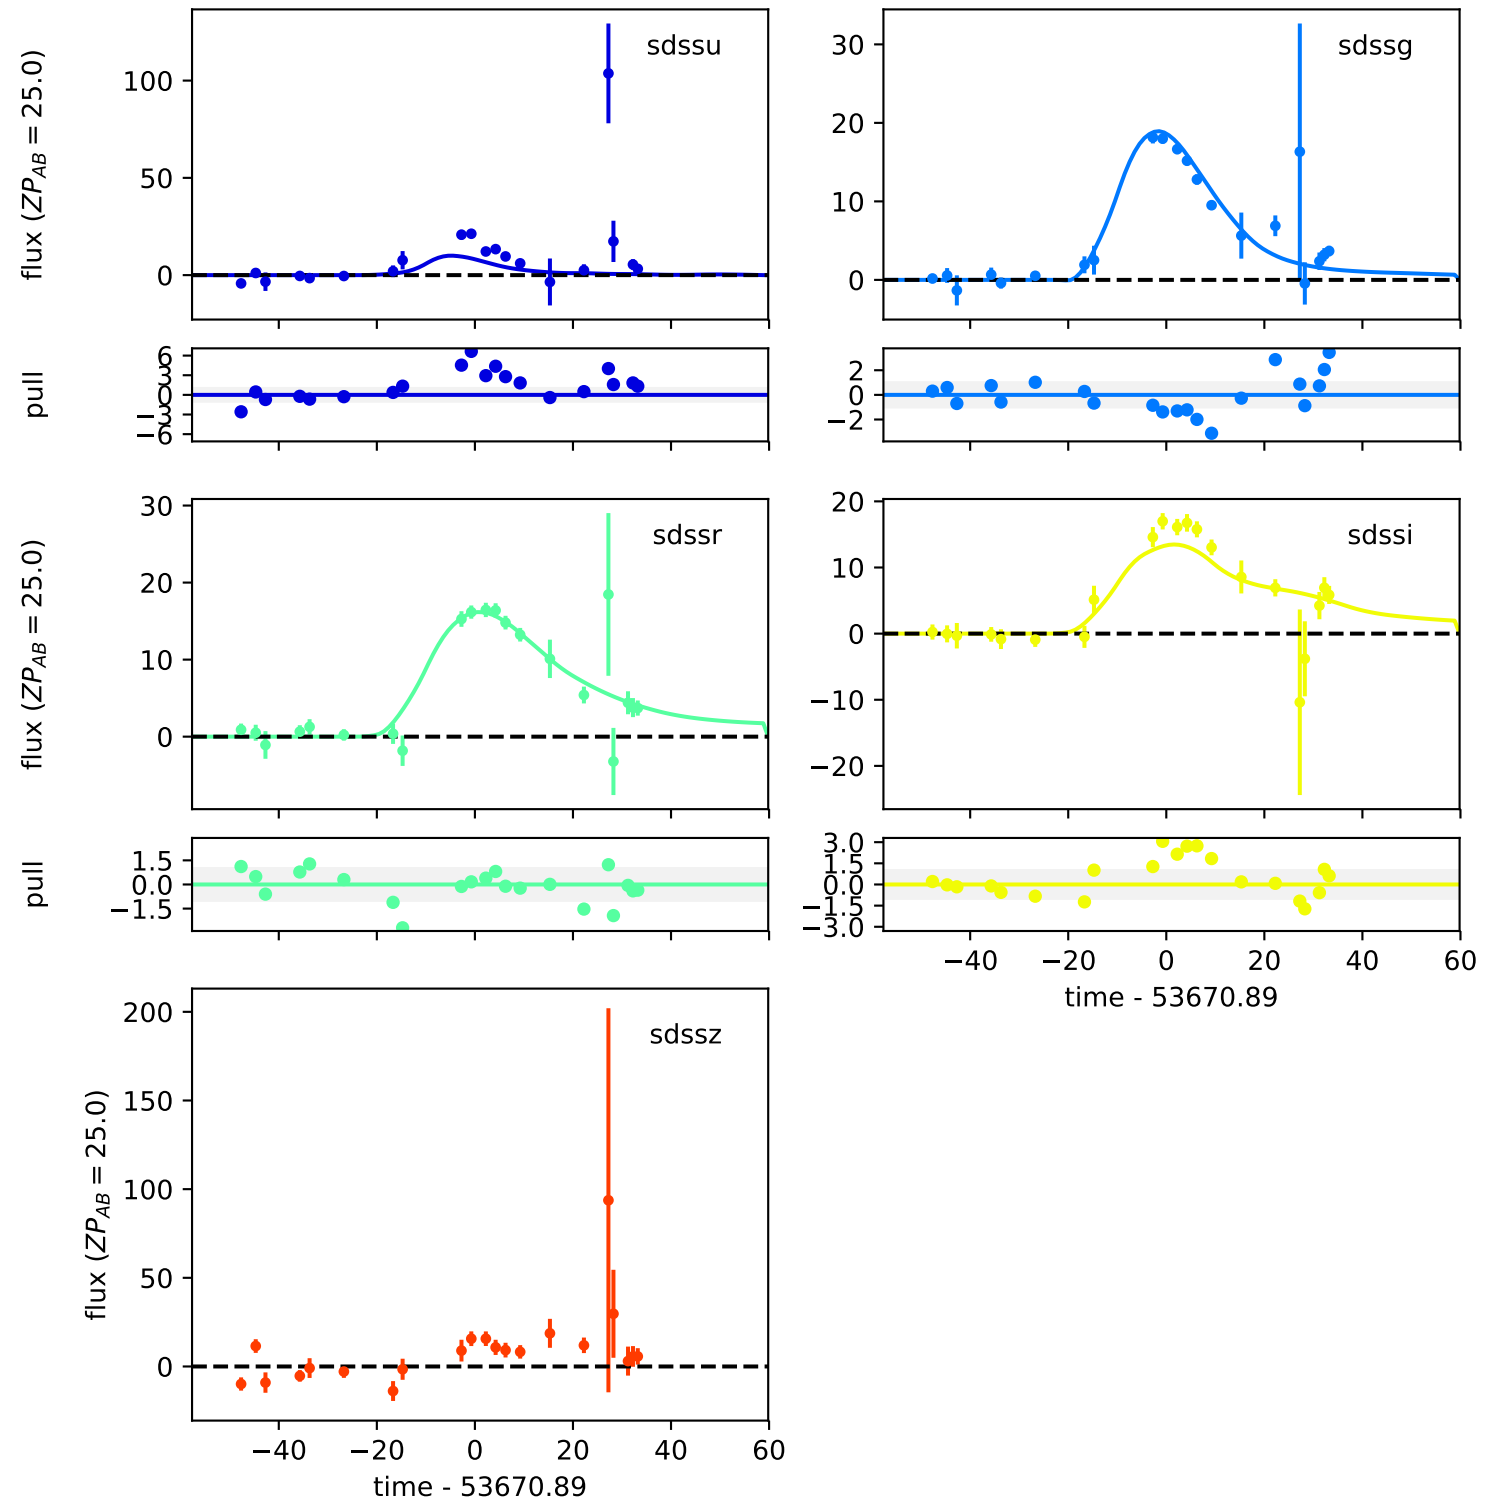 sdssu
flux (ZP_AB = 25.0)
100
50
0
sdssg
30
20
10
0
pull
6
3
0
−3
−6
2
0
−2
sdssr
flux (ZP_AB = 25.0)
30
20
10
0
sdssi
20
10
0
−10
−20
pull
1.5
0.0
−1.5
3.0
1.5
0.0
−1.5
−3.0
−40 −20 0 20 40 60
time - 53670.89
sdssz
flux (ZP_AB = 25.0)
200
150
100
50
0
−40 −20 0 20 40 60
time - 53670.89